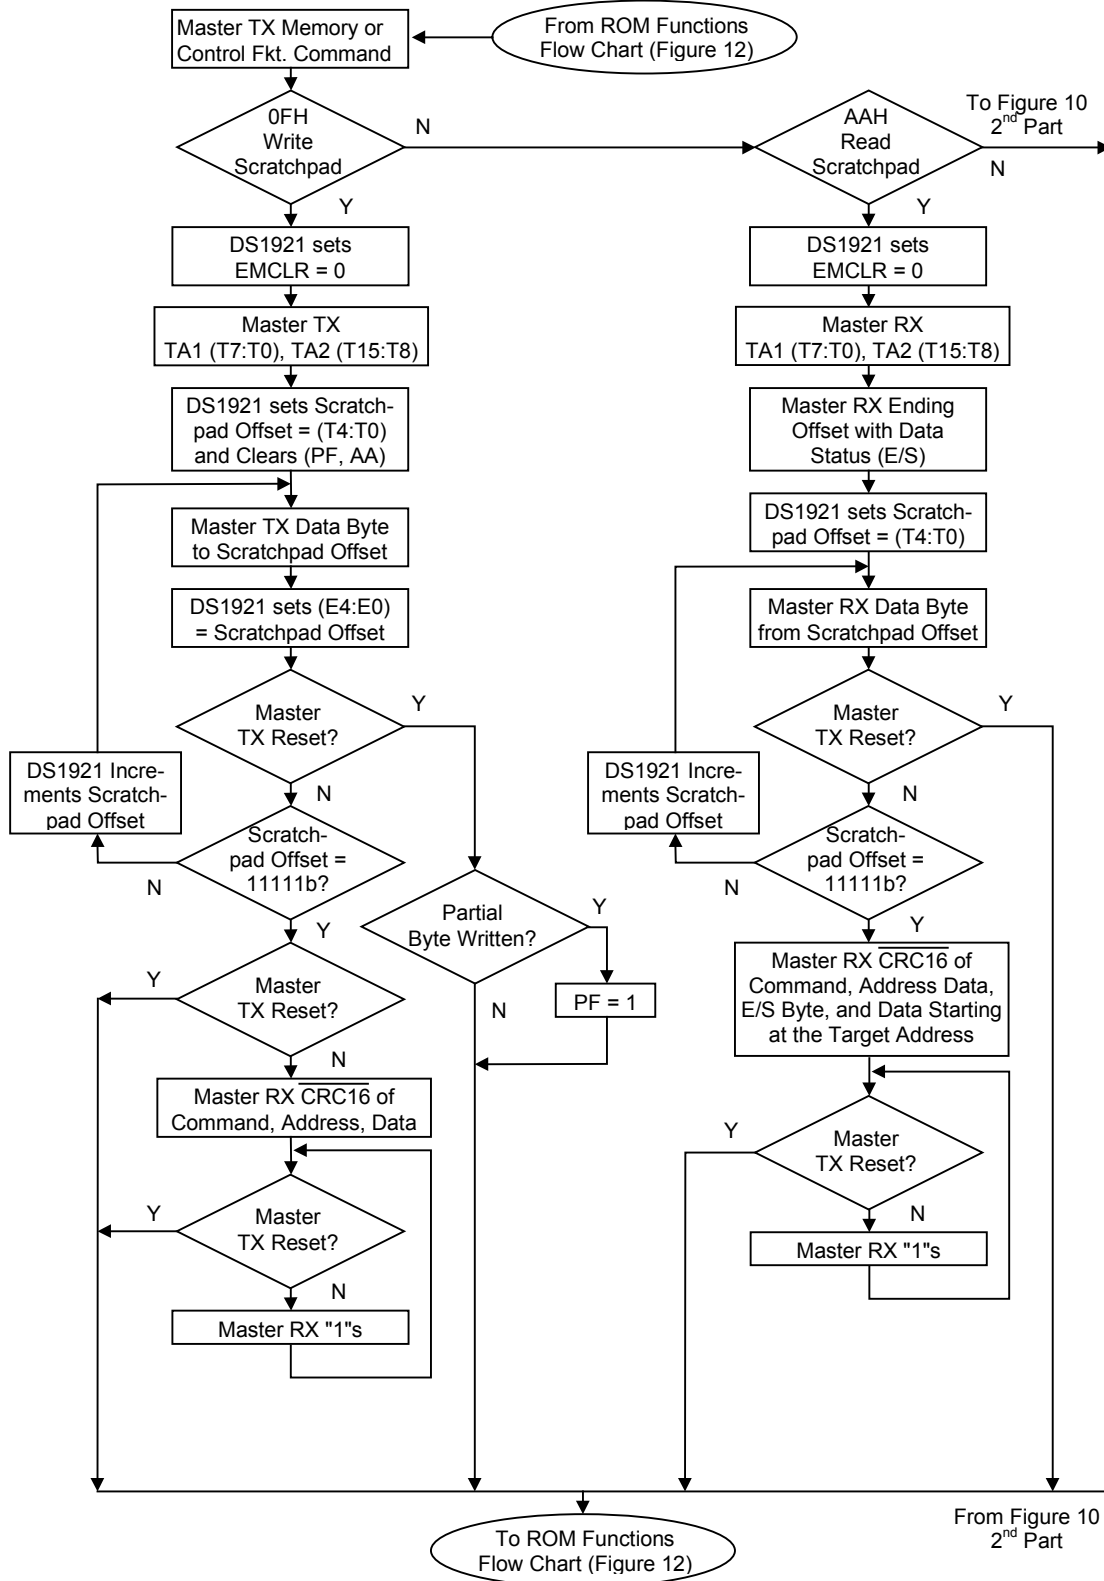 Master TX Memory or
Control Fkt. Command
From ROM Functions
Flow Chart (Figure 12)
0FH
Write
Scratchpad
N
Y
AAH
Read
Scratchpad
To Figure 10
2nd Part
N
Y
DS1921 sets
EMCLR = 0
Master TX
TA1 (T7:T0), TA2 (T15:T8)
DS1921 sets Scratch-
pad Offset = (T4:T0)
and Clears (PF, AA)
Master TX Data Byte
to Scratchpad Offset
DS1921 sets (E4:E0)
= Scratchpad Offset
Master
TX Reset?
Y
N
DS1921 Incre-
ments Scratch-
pad Offset
Scratch-
pad Offset =
11111b?
N
Y
Partial
Byte Written?
Y
N
PF = 1
Master
TX Reset?
Y
N
Master RX CRC16 of
Command, Address, Data
Master
TX Reset?
Y
N
Master RX "1"s
DS1921 sets
EMCLR = 0
Master RX
TA1 (T7:T0), TA2 (T15:T8)
Master RX Ending
Offset with Data
Status (E/S)
DS1921 sets Scratch-
pad Offset = (T4:T0)
Master RX Data Byte
from Scratchpad Offset
Master
TX Reset?
Y
N
DS1921 Incre-
ments Scratch-
pad Offset
Scratch-
pad Offset =
11111b?
N
Y
Master RX CRC16 of
Command, Address Data,
E/S Byte, and Data Starting
at the Target Address
Master
TX Reset?
Y
N
Master RX "1"s
To ROM Functions
Flow Chart (Figure 12)
From Figure 10
2nd Part